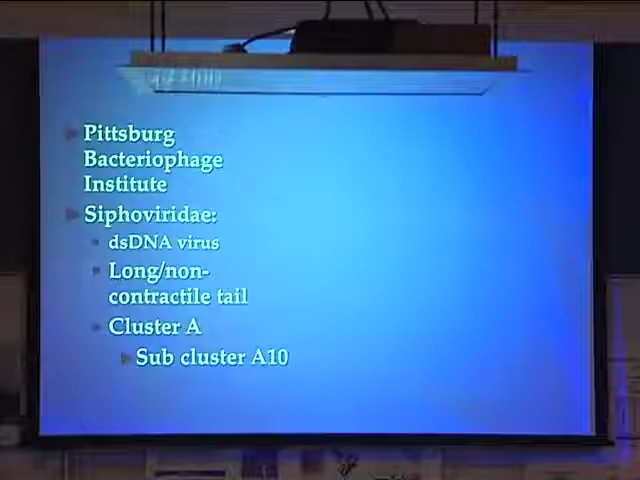 Pittsburg
Bacteriophage
Institute
Siphoviridae:
dsDNA virus
Long/non-
contractile tail
Cluster A
Sub cluster A10